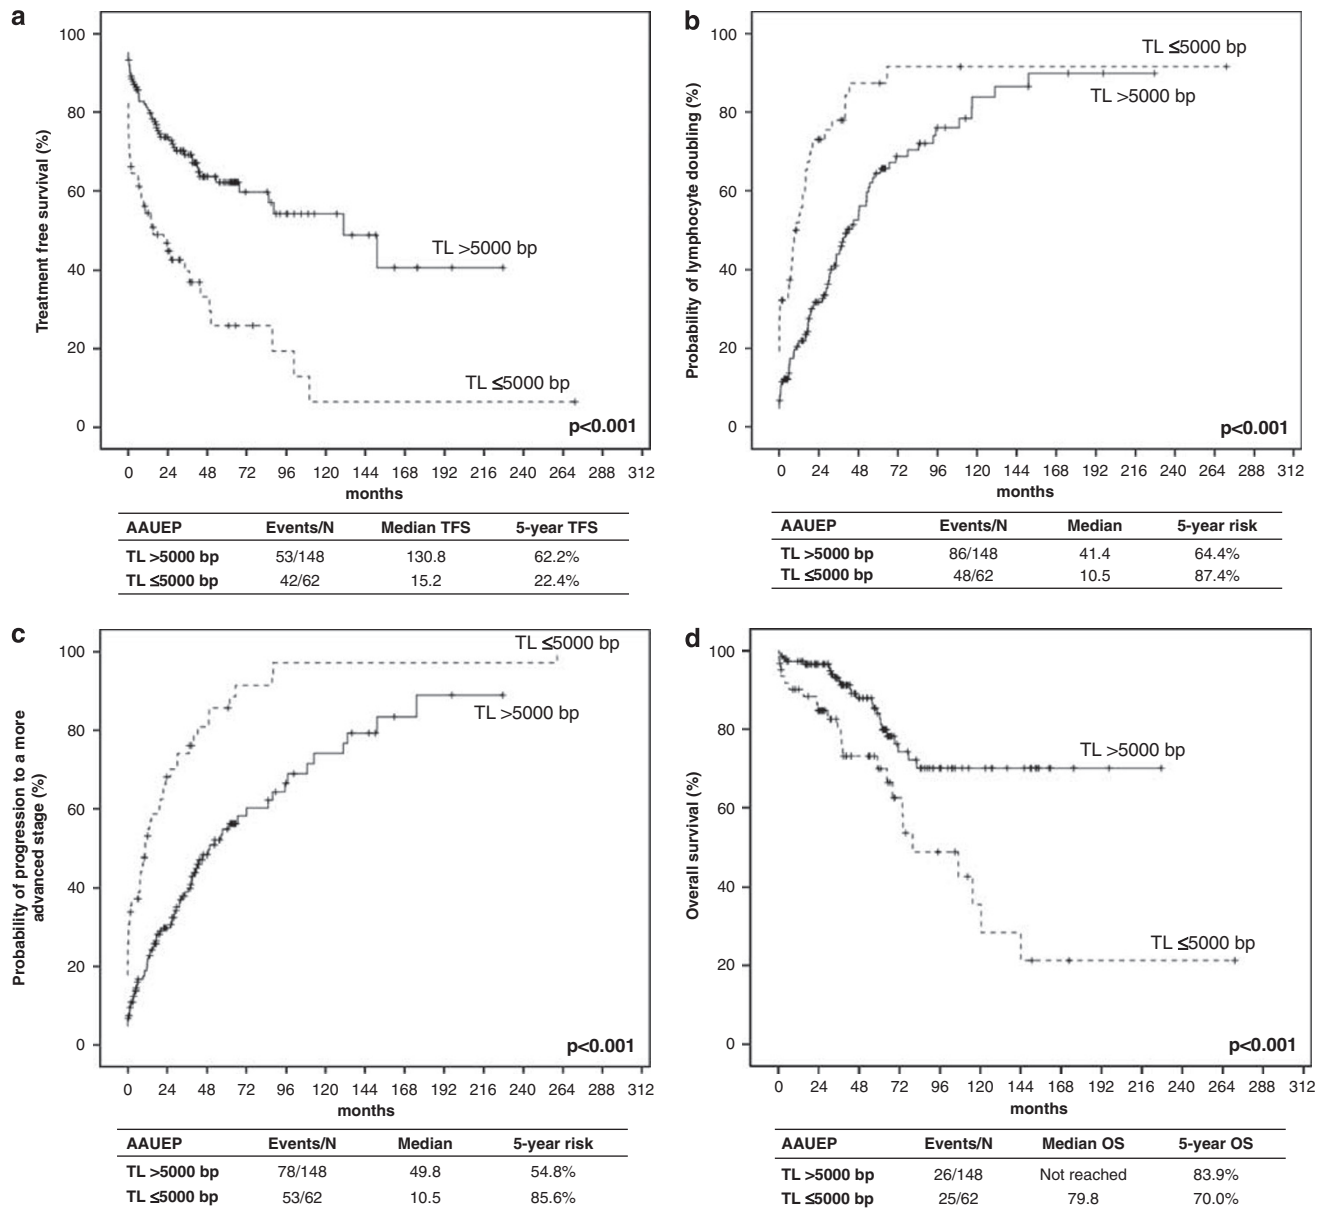 a
Treatment free survival (%)
100
80
60
40
20
0
TL >5000 bp
TL ≤5000 bp
p<0.001
0 24 48 72 96 120 144 168 192 216 240 264 288 312
months
AAUEP Events/N Median TFS 5-year TFS
TL >5000 bp 53/148 130.8 62.2%
TL ≤5000 bp 42/62 15.2 22.4%
b
Probability of lymphocyte doubling (%)
100
80
60
40
20
0
TL ≤5000 bp
TL >5000 bp
p<0.001
0 24 48 72 96 120 144 168 192 216 240 264 288 312
months
AAUEP Events/N Median 5-year risk
TL >5000 bp 86/148 41.4 64.4%
TL ≤5000 bp 48/62 10.5 87.4%
c
Probability of progression to a more
advanced stage (%)
100
80
60
40
20
0
TL ≤5000 bp
TL >5000 bp
p<0.001
0 24 48 72 96 120 144 168 192 216 240 264 288 312
months
AAUEP Events/N Median 5-year risk
TL >5000 bp 78/148 49.8 54.8%
TL ≤5000 bp 53/62 10.5 85.6%
d
Overall survival (%)
100
80
60
40
20
0
TL >5000 bp
TL ≤5000 bp
p<0.001
0 24 48 72 96 120 144 168 192 216 240 264 288 312
months
AAUEP Events/N Median OS 5-year OS
TL >5000 bp 26/148 Not reached 83.9%
TL ≤5000 bp 25/62 79.8 70.0%